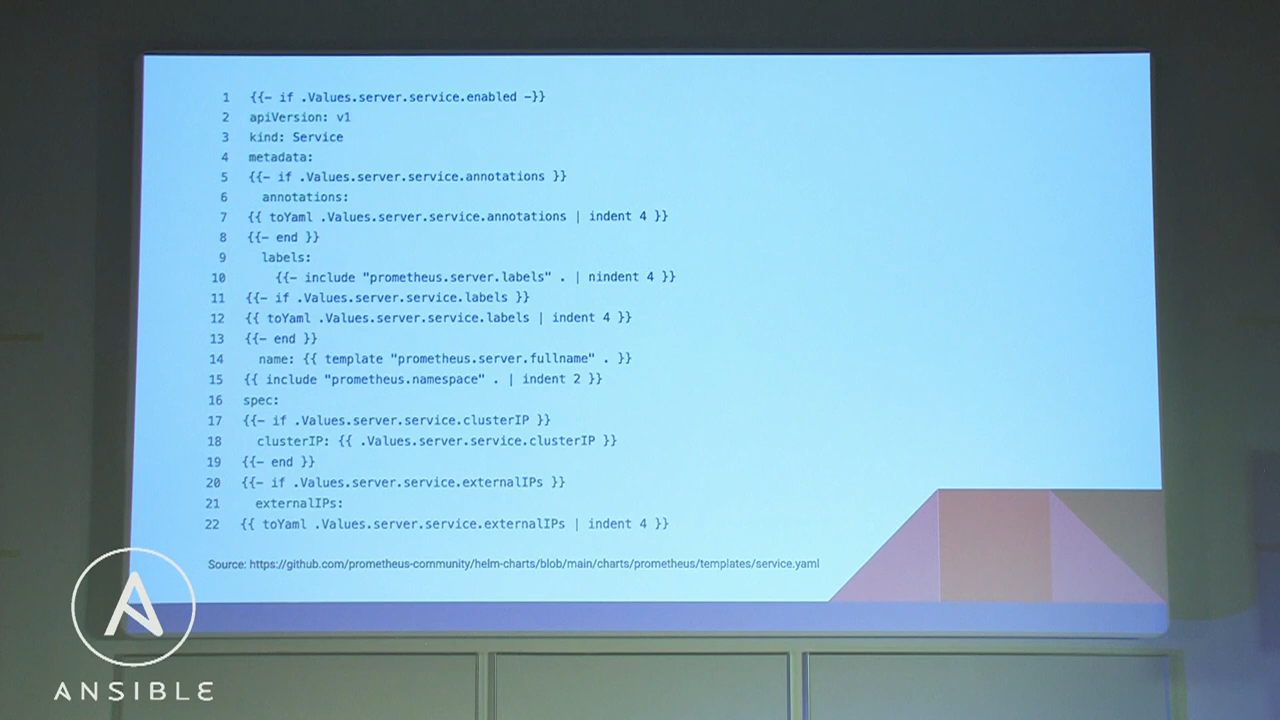 1 {{- if .Values.server.service.enabled -}}
2 apiVersion: v1
3 kind: Service
4 metadata:
5 {{- if .Values.server.service.annotations }}
6   annotations:
7 {{ toYaml .Values.server.service.annotations | indent 4 }}
8 {{- end }}
9   labels:
10     {{- include "prometheus.server.labels" . | nindent 4 }}
11 {{- if .Values.server.service.labels }}
12 {{ toYaml .Values.server.service.labels | indent 4 }}
13 {{- end }}
14   name: {{ template "prometheus.server.fullname" . }}
15 {{ include "prometheus.namespace" . | indent 2 }}
16 spec:
17 {{- if .Values.server.service.clusterIP }}
18   clusterIP: {{ .Values.server.service.clusterIP }}
19 {{- end }}
20 {{- if .Values.server.service.externalIPs }}
21   externalIPs:
22 {{ toYaml .Values.server.service.externalIPs | indent 4 }}
Source: https://github.com/prometheus-community/helm-charts/blob/main/charts/prometheus/templates/service.yaml
ANSIBLE